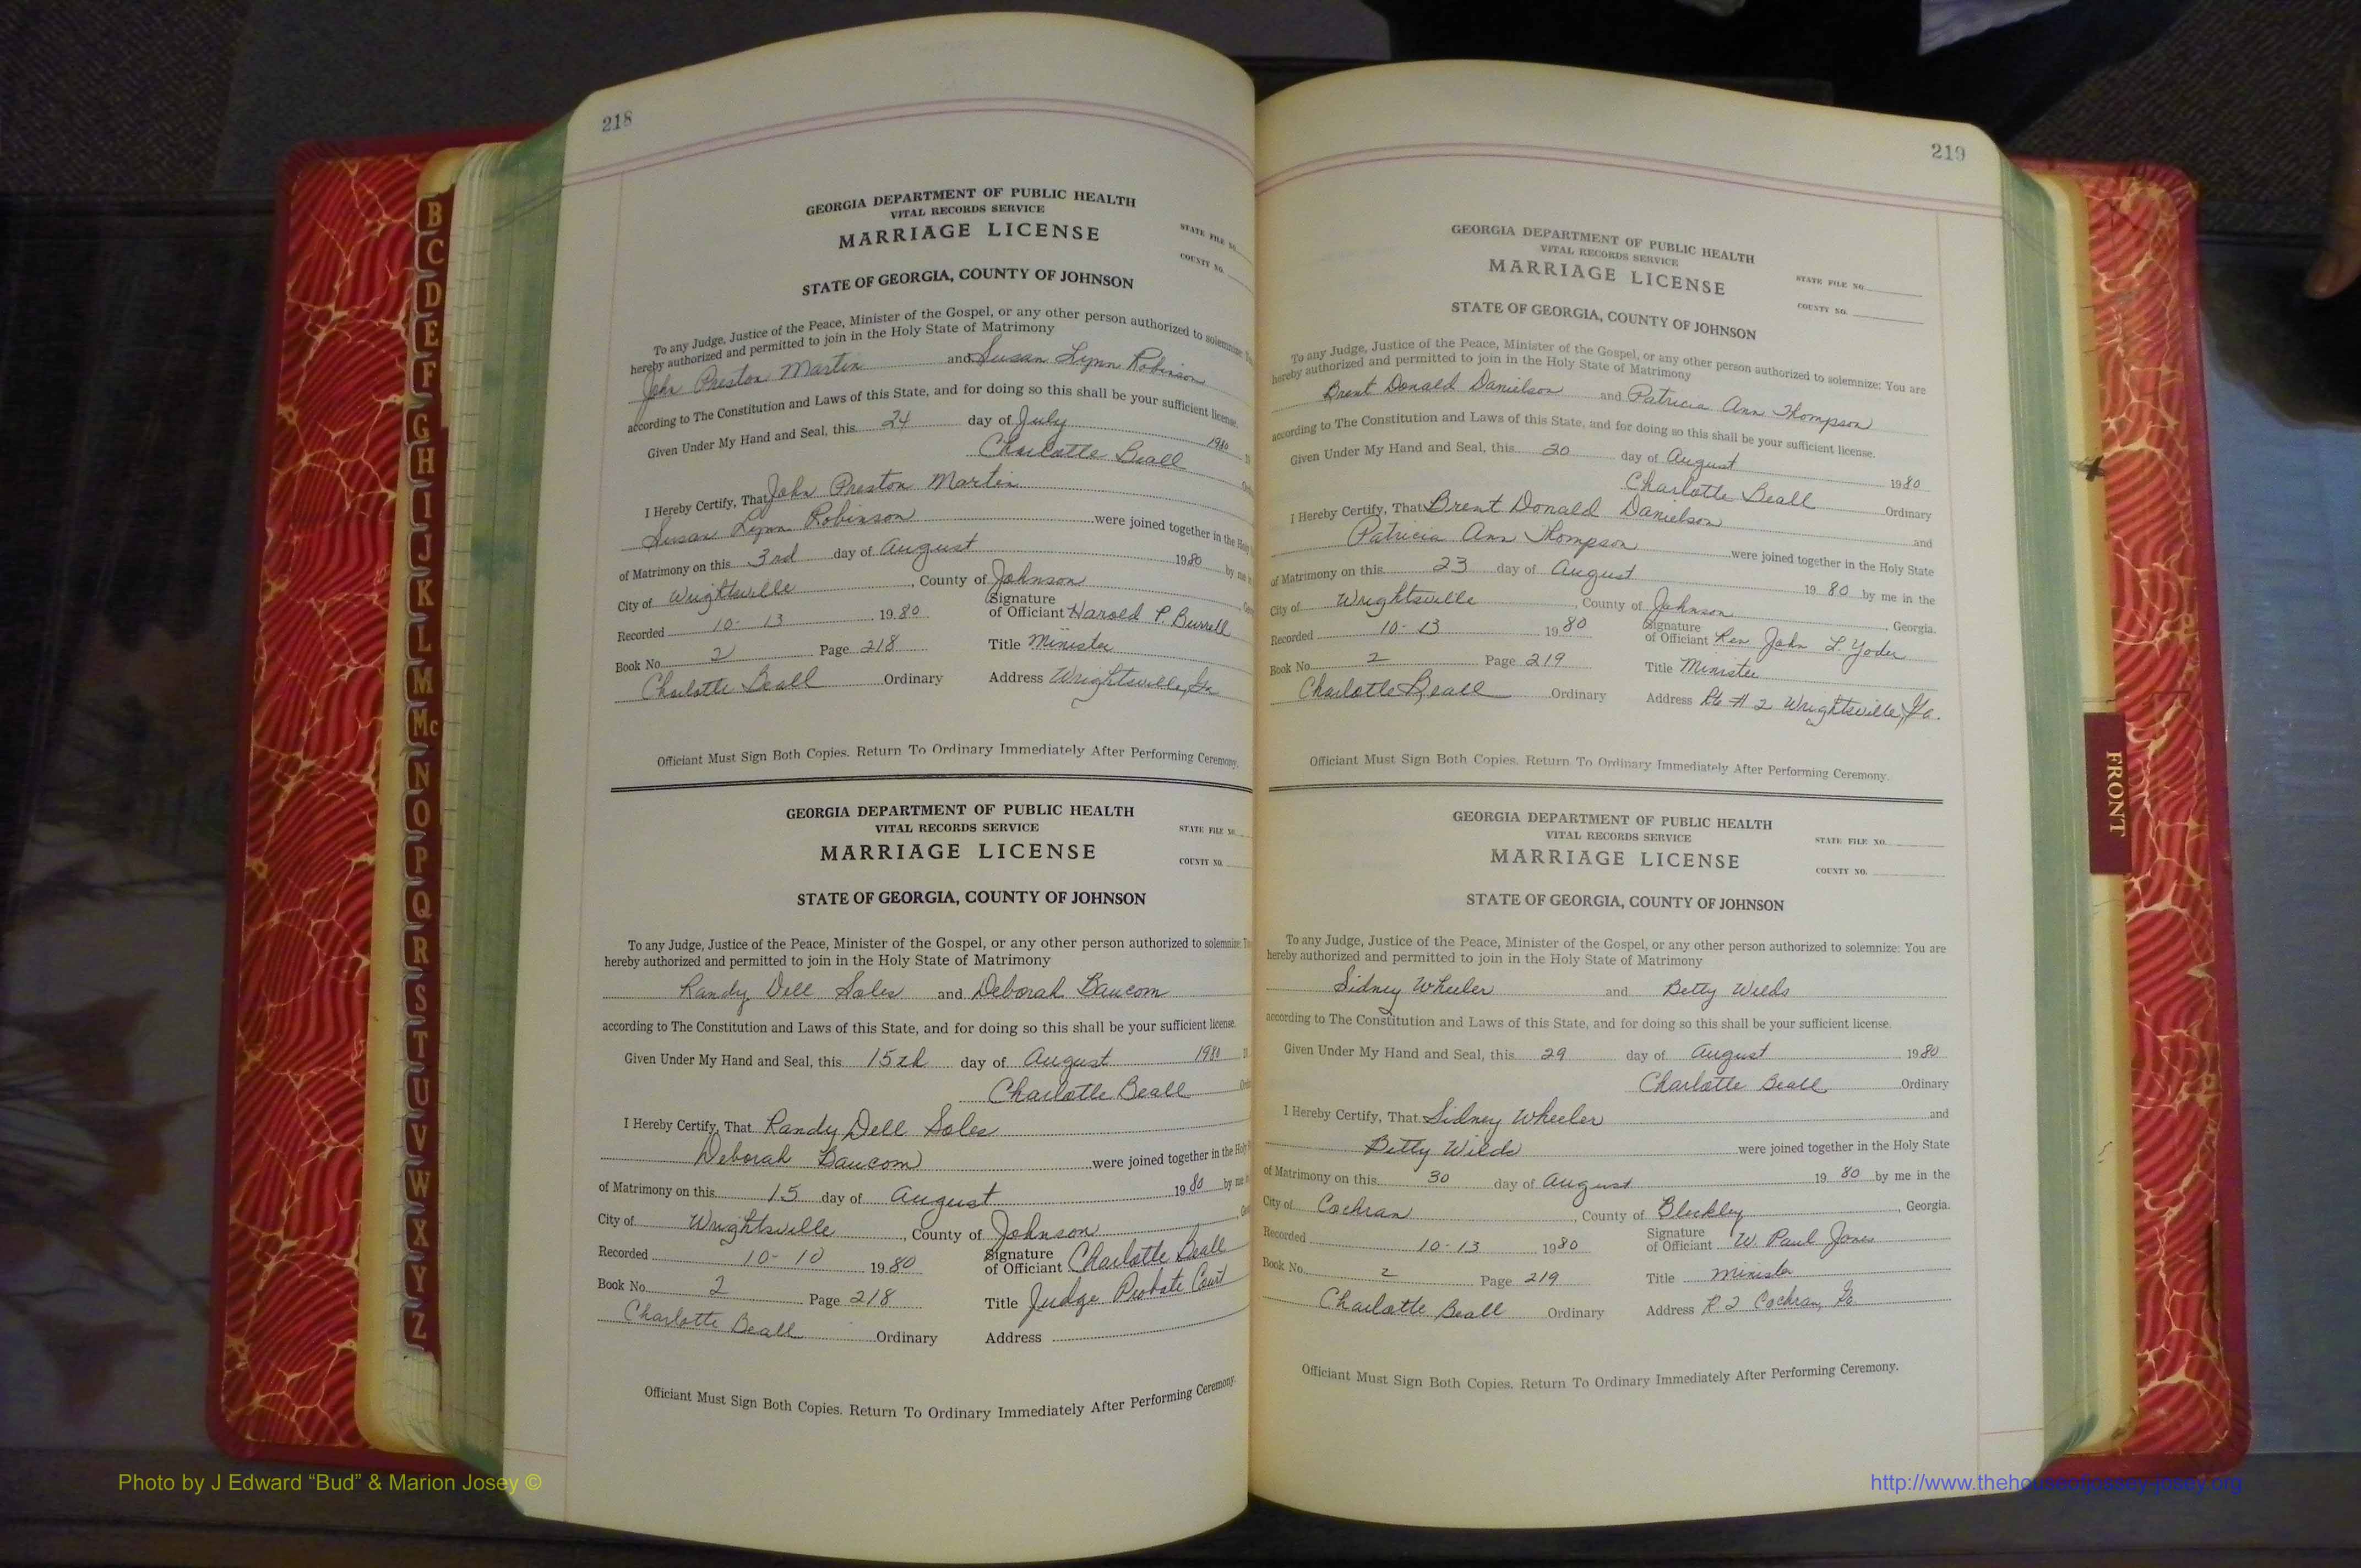 218
GEORGIA DEPARTMENT OF PUBLIC HEALTH
VITAL RECORDS SERVICE
MARRIAGE LICENSE
STATE FILE NO.
COUNTY NO.
STATE OF GEORGIA, COUNTY OF JOHNSON
To any Judge, Justice of the Peace, Minister of the Gospel, or any other person authorized to solemnize:
hereby authorized and permitted to join in the Holy State of Matrimony
John Preston Martin and Susan Lynn Robinson
according to The Constitution and Laws of this State, and for doing so this shall be your sufficient license.
Given Under My Hand and Seal, this 24 day of July 1980
Charlotte Beall
I Hereby Certify, That John Preston Martin
Susan Lynn Robinson were joined together in the Holy
of Matrimony on this 3rd day of August 1980 by me
City of Wrightsville, County of Johnson
Recorded 10-13 1980 Signature of Officiant Harold P. Burrell
Book No. 2 Page 218 Title Minister
Charlotte Beall Ordinary Address Wrightsville, Ga
Officiant Must Sign Both Copies. Return To Ordinary Immediately After Performing Ceremony.
GEORGIA DEPARTMENT OF PUBLIC HEALTH
VITAL RECORDS SERVICE
MARRIAGE LICENSE
STATE FILE NO.
COUNTY NO.
STATE OF GEORGIA, COUNTY OF JOHNSON
To any Judge, Justice of the Peace, Minister of the Gospel, or any other person authorized to solemnize:
hereby authorized and permitted to join in the Holy State of Matrimony
Randy Dell Soles and Deborah Baucom
according to The Constitution and Laws of this State, and for doing so this shall be your sufficient license.
Given Under My Hand and Seal, this 15th day of August 1980
Charlotte Beall
I Hereby Certify, That Randy Dell Soles
Deborah Baucom were joined together in the Holy
of Matrimony on this 15 day of August 1980 by me
City of Wrightsville, County of Johnson
Recorded 10-10 1980 Signature of Officiant Charlotte Beall
Book No. 2 Page 218 Title Judge Probate Court
Charlotte Beall Ordinary Address
Officiant Must Sign Both Copies. Return To Ordinary Immediately After Performing Ceremony.
219
GEORGIA DEPARTMENT OF PUBLIC HEALTH
VITAL RECORDS SERVICE
MARRIAGE LICENSE
STATE FILE NO.
COUNTY NO.
STATE OF GEORGIA, COUNTY OF JOHNSON
To any Judge, Justice of the Peace, Minister of the Gospel, or any other person authorized to solemnize: You are
hereby authorized and permitted to join in the Holy State of Matrimony
Brent Donald Danielson and Patricia Ann Thompson
according to The Constitution and Laws of this State, and for doing so this shall be your sufficient license.
Given Under My Hand and Seal, this 20 day of August 1980
Charlotte Beall Ordinary
I Hereby Certify, That Brent Donald Danielson and
Patricia Ann Thompson were joined together in the Holy State
of Matrimony on this 23 day of August 1980 by me in the
City of Wrightsville, County of Johnson, Georgia.
Recorded 10-13 1980 Signature of Officiant Rev John L. Yoder
Book No. 2 Page 219 Title Minister
Charlotte Beall Ordinary Address Rte # 2 Wrightsville, Ga.
Officiant Must Sign Both Copies. Return To Ordinary Immediately After Performing Ceremony.
GEORGIA DEPARTMENT OF PUBLIC HEALTH
VITAL RECORDS SERVICE
MARRIAGE LICENSE
STATE FILE NO.
COUNTY NO.
STATE OF GEORGIA, COUNTY OF JOHNSON
To any Judge, Justice of the Peace, Minister of the Gospel, or any other person authorized to solemnize: You are
hereby authorized and permitted to join in the Holy State of Matrimony
Sidney Wheeler and Betty Wilds
according to The Constitution and Laws of this State, and for doing so this shall be your sufficient license.
Given Under My Hand and Seal, this 29 day of August 1980
Charlotte Beall Ordinary
I Hereby Certify, That Sidney Wheeler and
Betty Wilds were joined together in the Holy State
of Matrimony on this 30 day of August 1980 by me in the
City of Cochran, County of Bleckley, Georgia.
Recorded 10-13 1980 Signature of Officiant W. Paul Jones
Book No. 2 Page 219 Title minister
Charlotte Beall Ordinary Address R 2 Cochran, Ga
Officiant Must Sign Both Copies. Return To Ordinary Immediately After Performing Ceremony.
B
C
D
E
F
G
H
I
J
K
L
M
Mc
N
O
P
Q
R
S
T
U
V
W
X
Y
Z
FRONT
Photo by J Edward “Bud” & Marion Josey ©
http://www.thehouseofjossey-josey.org